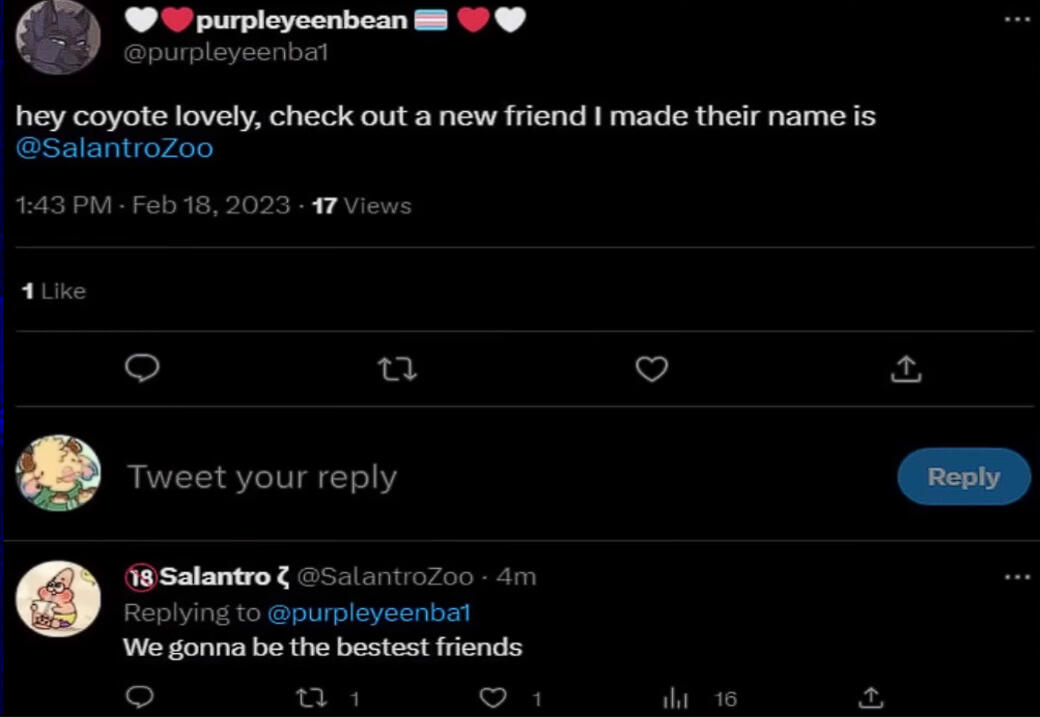 🤍❤️purpleyeenbean 🏳️‍⚧️ ❤️🤍
@purpleyeenba1
hey coyote lovely, check out a new friend I made their name is
@SalantroZoo
1:43 PM · Feb 18, 2023 · 17 Views
1 Like
Tweet your reply
Reply
🔞Salantro ζ @SalantroZoo · 4m
Replying to @purpleyeenba1
We gonna be the bestest friends
1 1 16